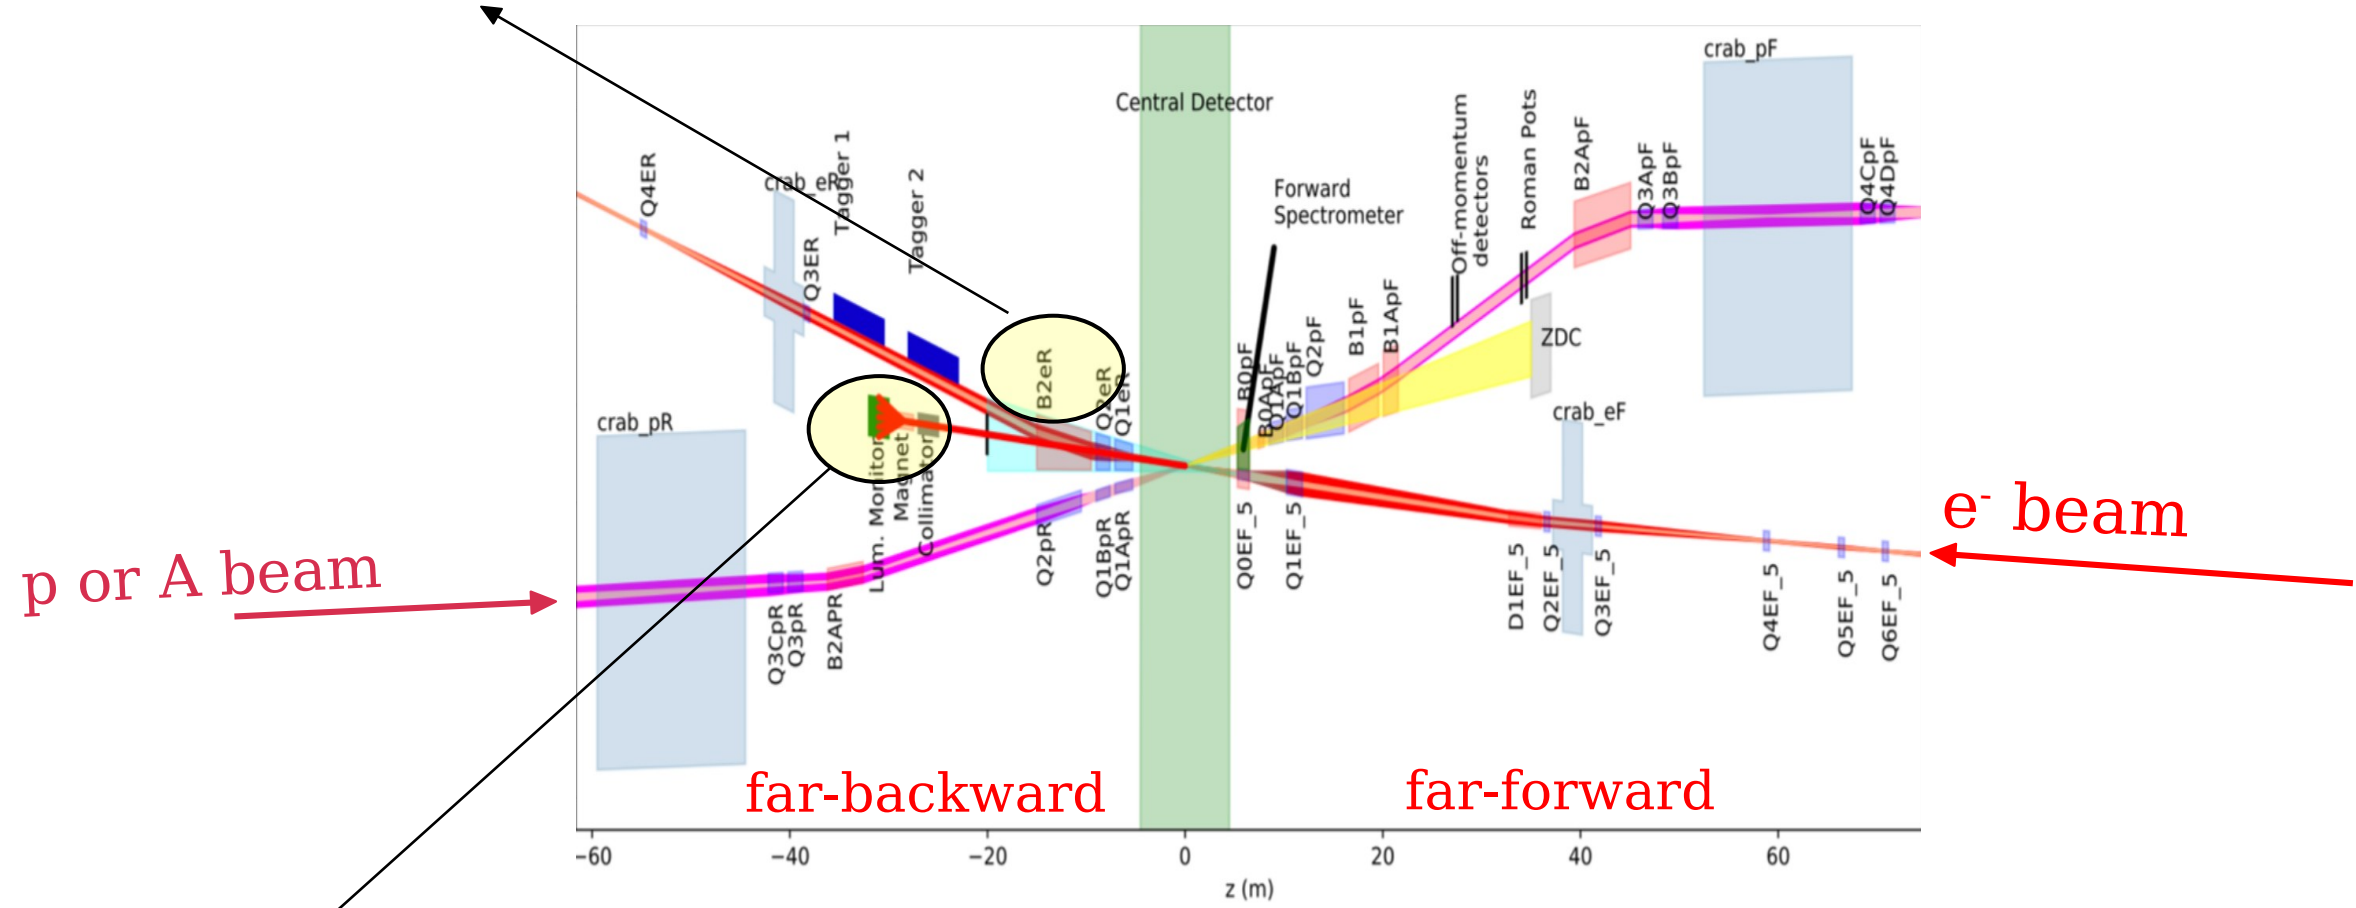 crab_pF
Central Detector
Forward
Spectrometer
Off-momentum
detectors
Roman Pots
B2ApF
Q3ApF
Q3BpF
Q4CpF
Q4DpF
Q4ER
crab_eR
Tagger 1
Tagger 2
Q3ER
B2eR
Q2eR
Q1eR
B0pF
B0ApF
Q1ApF
Q1BpF
Q2pF
B1pF
B1ApF
ZDC
crab_eF
crab_pR
Lum. Monitor
Magnet
Collimator
p or A beam
e- beam
Q3CpR
Q3pR
B2APR
Q2pR
Q1BpR
Q1ApR
Q0EF_5
Q1EF_5
D1EF_5
Q2EF_5
Q3EF_5
Q4EF_5
Q5EF_5
Q6EF_5
far-backward
far-forward
−60 −40 −20 0 20 40 60
z (m)